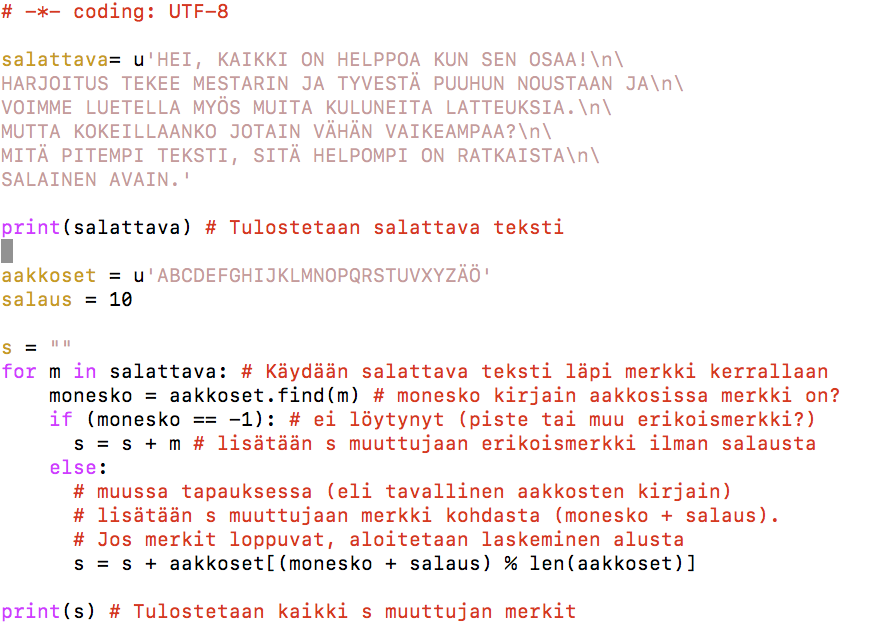 # -*- coding: UTF-8

salattava= u'HEI, KAIKKI ON HELPPOA KUN SEN OSAA!\n\
HARJOITUS TEKEE MESTARIN JA TYVESTÄ PUUHUN NOUSTAAN JA\n\
VOIMME LUETELLA MYÖS MUITA KULUNEITA LATTEUKSIA.\n\
MUTTA KOKEILLAANKO JOTAIN VÄHÄN VAIKEAMPAA?\n\
MITÄ PITEMPI TEKSTI, SITÄ HELPOMPI ON RATKAISTA\n\
SALAINEN AVAIN.'

print(salattava) # Tulostetaan salattava teksti

aakkoset = u'ABCDEFGHIJKLMNOPQRSTUVXYZÄÖ'
salaus = 10

s = ""
for m in salattava: # Käydään salattava teksti läpi merkki kerrallaan
    monesko = aakkoset.find(m) # monesko kirjain aakkosissa merkki on?
    if (monesko == -1): # ei löytynyt (piste tai muu erikoismerkki?)
      s = s + m # lisätään s muuttujaan erikoismerkki ilman salausta
    else:
      # muussa tapauksessa (eli tavallinen aakkosten kirjain)
      # lisätään s muuttujaan merkki kohdasta (monesko + salaus).
      # Jos merkit loppuvat, aloitetaan laskeminen alusta
      s = s + aakkoset[(monesko + salaus) % len(aakkoset)]

print(s) # Tulostetaan kaikki s muuttujan merkit